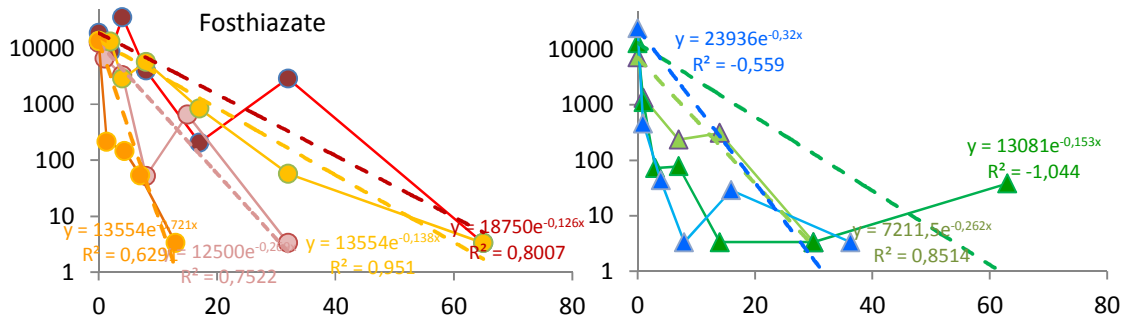 Fosthiazate
10000
1000
100
10
1
0
20
40
60
80
y = 13554e^-0,721x
R² = 0,629
y = 12500e
R² = 0,7522
y = 13554e^-0,138x
R² = 0,951
y = 18750e^-0,126x
R² = 0,8007
10000
1000
100
10
1
0
20
40
60
80
y = 23936e^-0,32x
R² = -0,559
y = 13081e^-0,153x
R² = -1,044
y = 7211,5e^-0,262x
R² = 0,8514